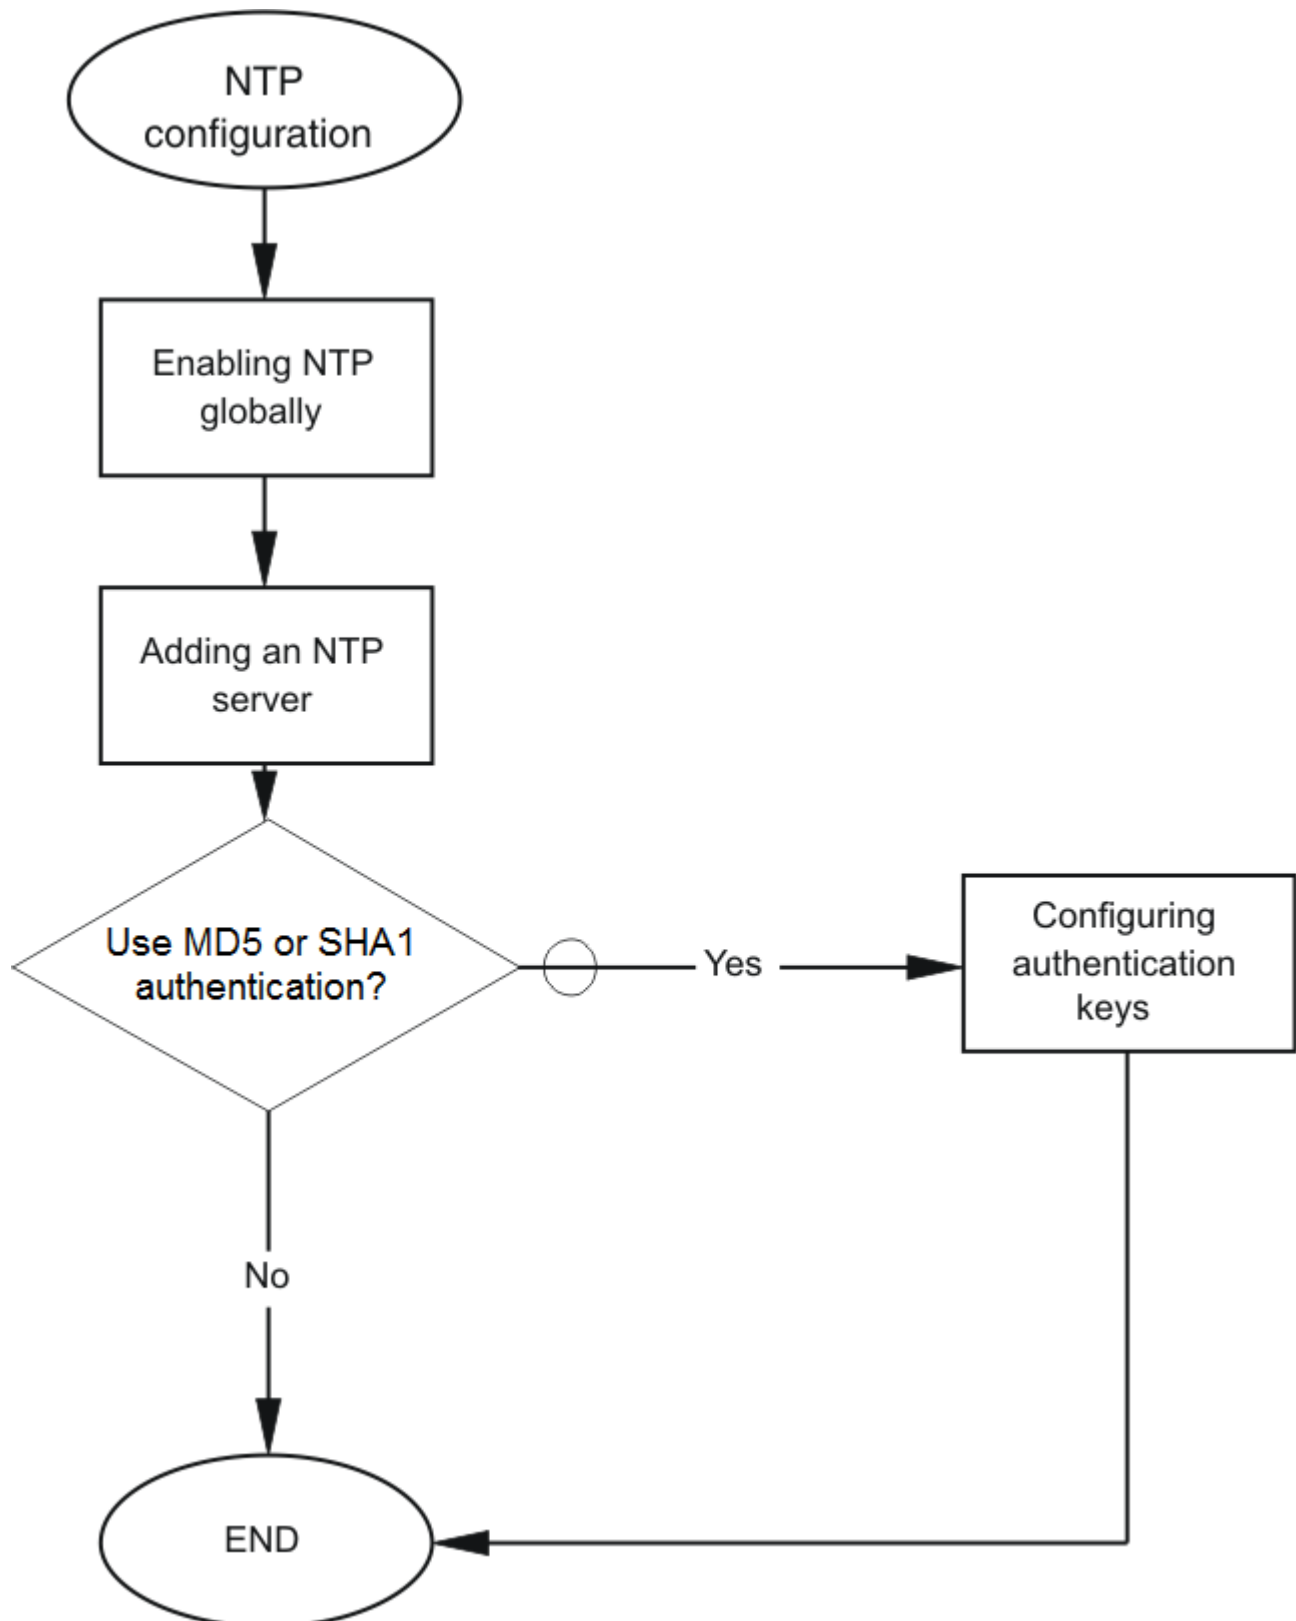 NTP
configuration
Enabling NTP
globally
Adding an NTP
server
Use MD5 or SHA1
authentication?
Yes
Configuring
authentication
keys
No
END